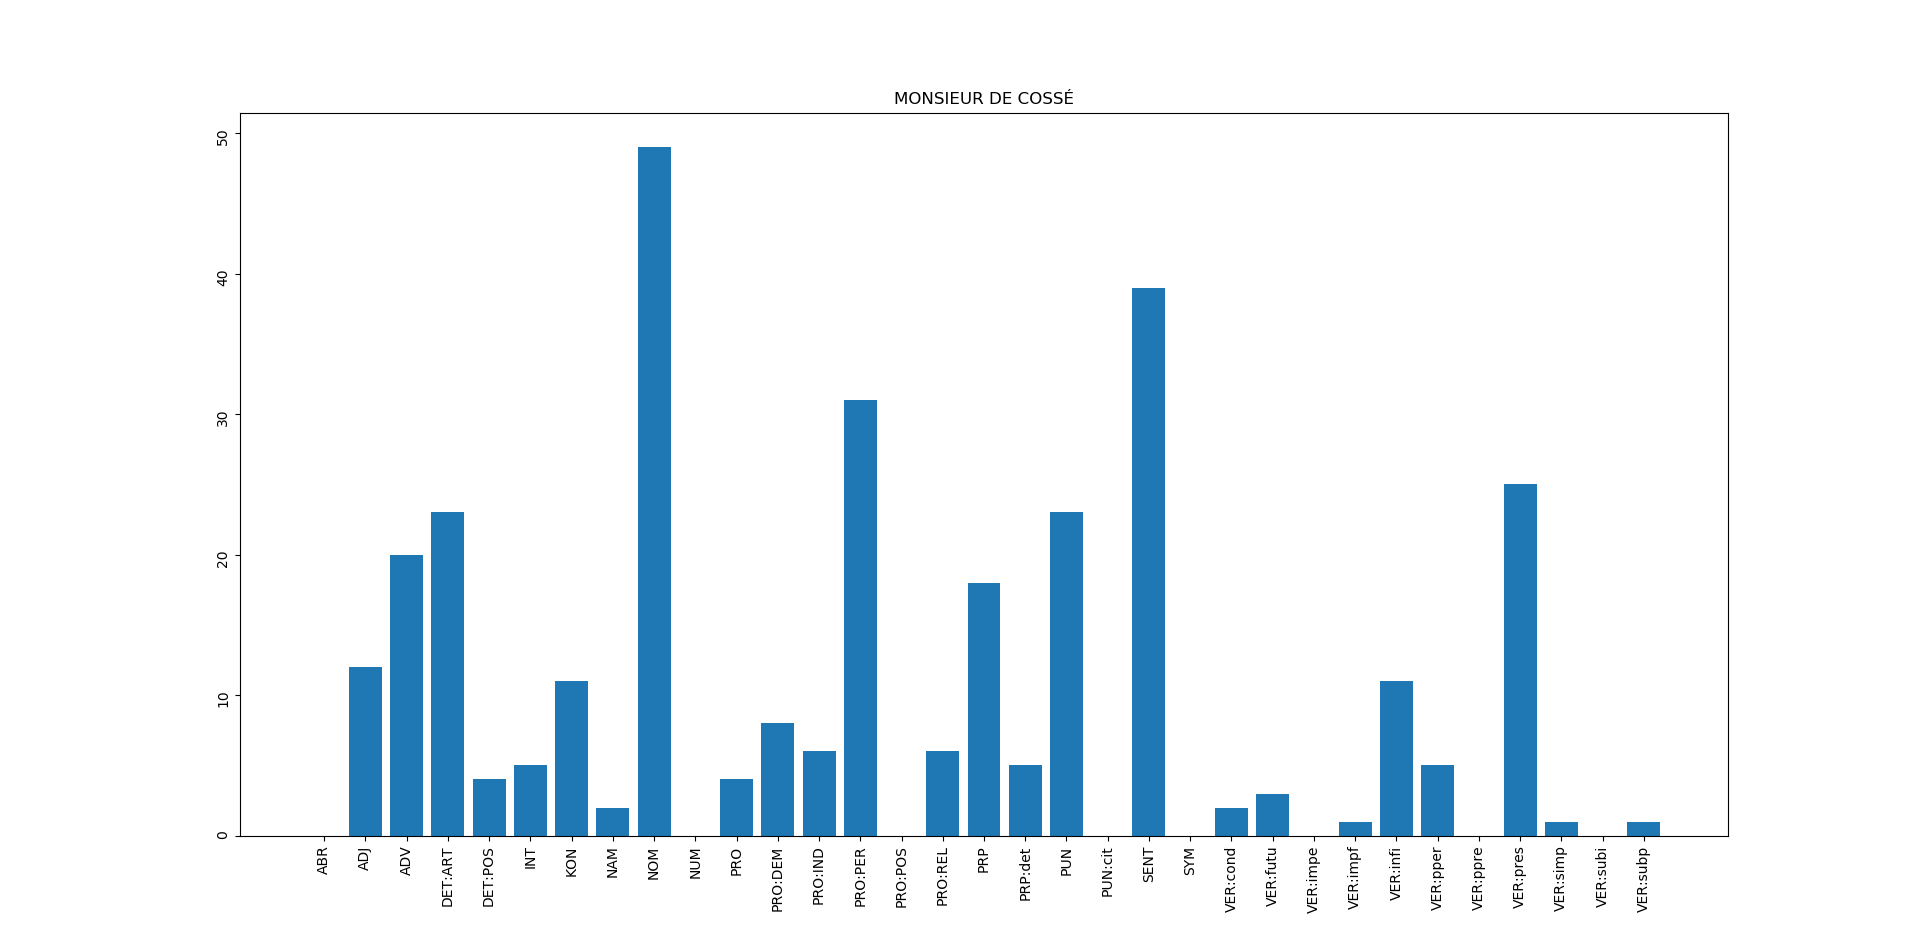 MONSIEUR DE COSSÉ
50
40
30
20
10
0
ABR
ADJ
ADV
DET:ART
DET:POS
INT
KON
NAM
NOM
NUM
PRO
PRO:DEM
PRO:IND
PRO:PER
PRO:POS
PRO:REL
PRP
PRP:det
PUN
PUN:cit
SENT
SYM
VER:cond
VER:futu
VER:impe
VER:impf
VER:infi
VER:pper
VER:ppre
VER:pres
VER:simp
VER:subi
VER:subp